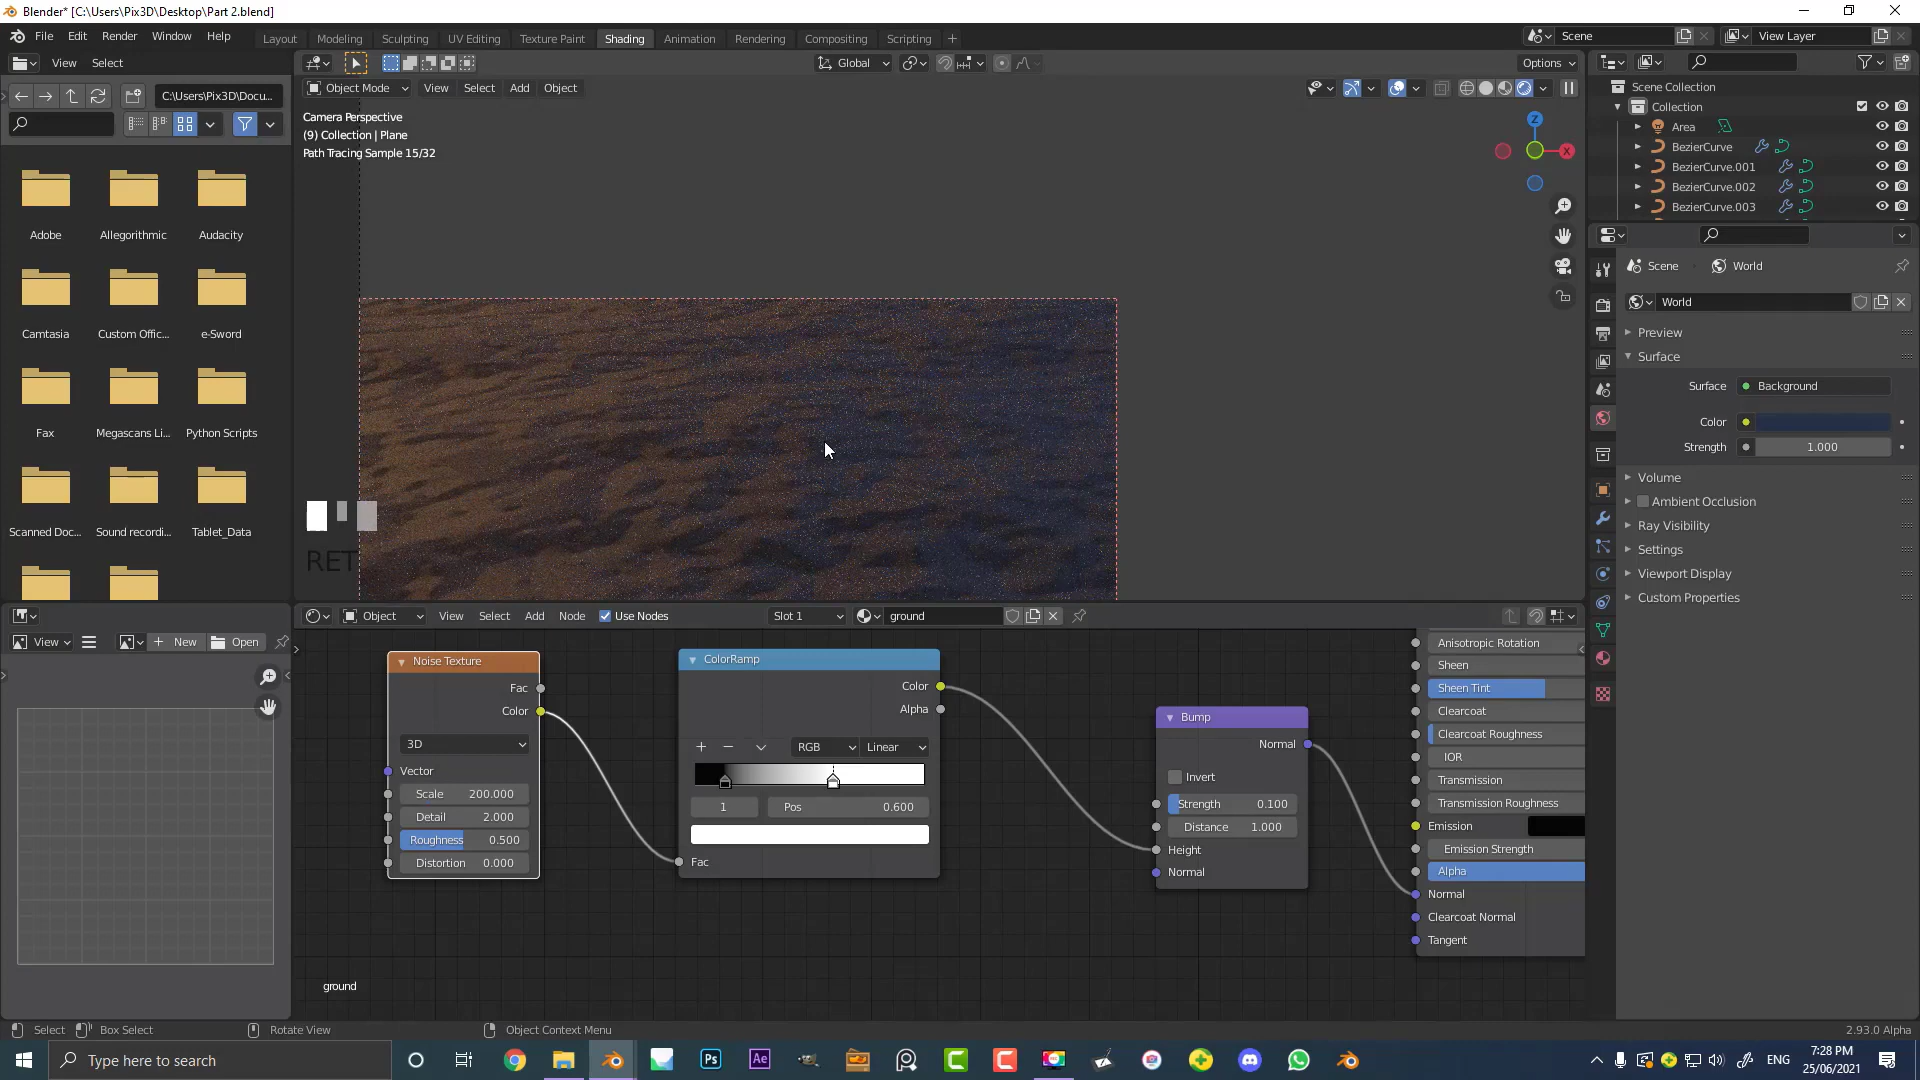 Blender* [C:\Users\Pix3D\Desktop\Part 2.blend]
File Edit Render Window Help
Layout Modeling Sculpting UV Editing Texture Paint Shading Animation Rendering Compositing Scripting
Scene
View Layer
View Select
Global
Options
C:\Users\Pix3D\Docu...
Object Mode View Select Add Object
Camera Perspective
(9) Collection | Plane
Path Tracing Sample 15/32
Z
X
Adobe Allegorithmic Audacity
Camtasia Custom Offic... e-Sword
Fax Megascans Li... Python Scripts
Scanned Doc... Sound recordi... Tablet_Data
RET
Scene Collection
Collection
Area
BezierCurve
BezierCurve.001
BezierCurve.002
BezierCurve.003
Scene World
World
Preview
Surface
Surface Background
Color
Strength 1.000
Volume
Ambient Occlusion
Ray Visibility
Settings
Viewport Display
Custom Properties
View New Open
Object View Select Add Node Use Nodes Slot 1 ground
Noise Texture
Fac
Color
3D
Vector
Scale 200.000
Detail 2.000
Roughness 0.500
Distortion 0.000
ColorRamp
Color
Alpha
RGB Linear
1 Pos 0.600
Fac
Bump
Normal
Invert
Strength 0.100
Distance 1.000
Height
Normal
Anisotropic Rotation
Sheen
Sheen Tint
Clearcoat
Clearcoat Roughness
IOR
Transmission
Transmission Roughness
Emission
Emission Strength
Alpha
Normal
Clearcoat Normal
Tangent
ground
Select Box Select Rotate View Object Context Menu 2.93.0 Alpha
Type here to search
Ps
Ae
ENG
7:28 PM
25/06/2021